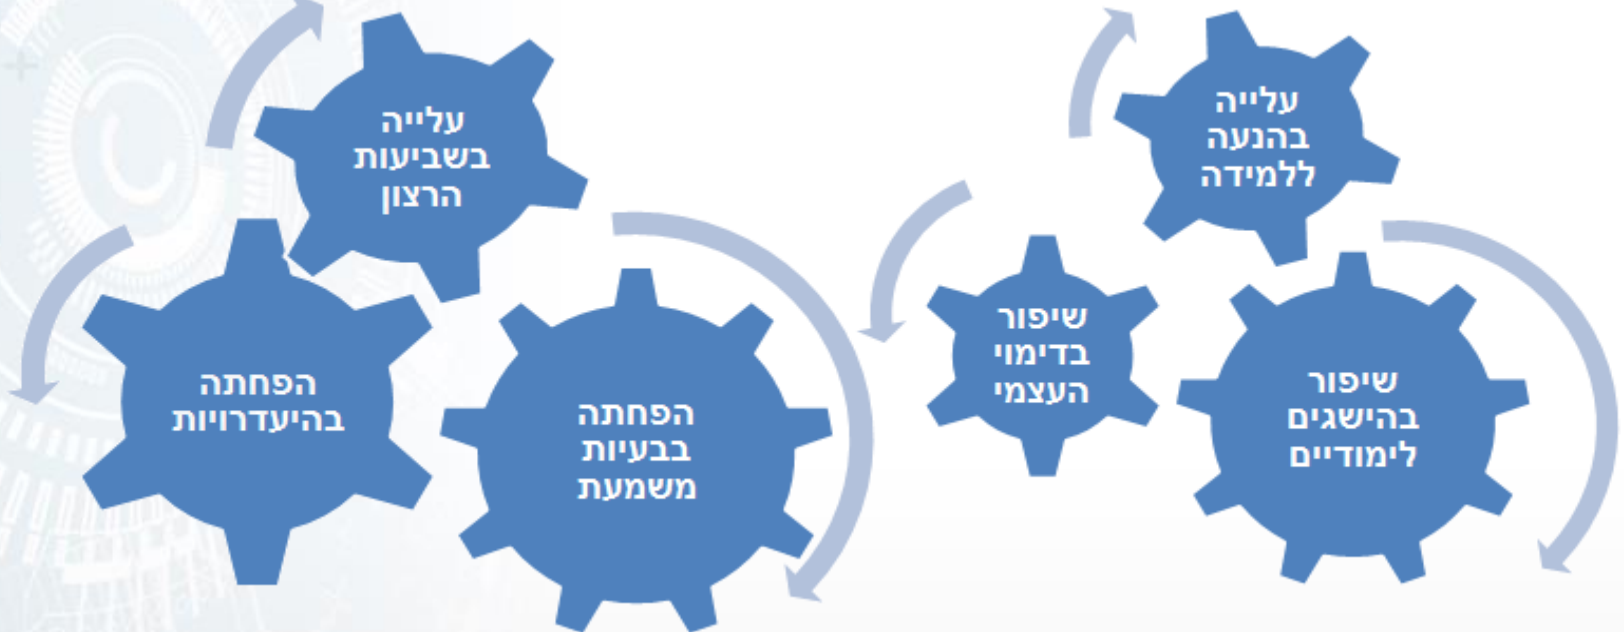 עלייה
בהנעה
ללמידה
שיפור
בהישגים
לימודיים
שיפור
בדימוי
העצמי
עלייה
בשביעות
הרצון
הפחתה
בבעיות
משמעת
הפחתה
בהיעדרויות